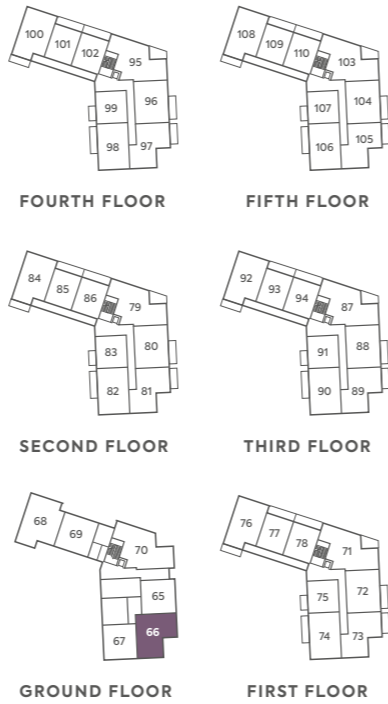 100 101 102 95
99 96
98 97
FOURTH FLOOR
108 109 110 103
107 104
106 105
FIFTH FLOOR
84 85 86 79
83 80
82 81
SECOND FLOOR
92 93 94 87
91 88
90 89
THIRD FLOOR
68 69 70
65
67 66
GROUND FLOOR
76 77 78 71
75 72
74 73
FIRST FLOOR